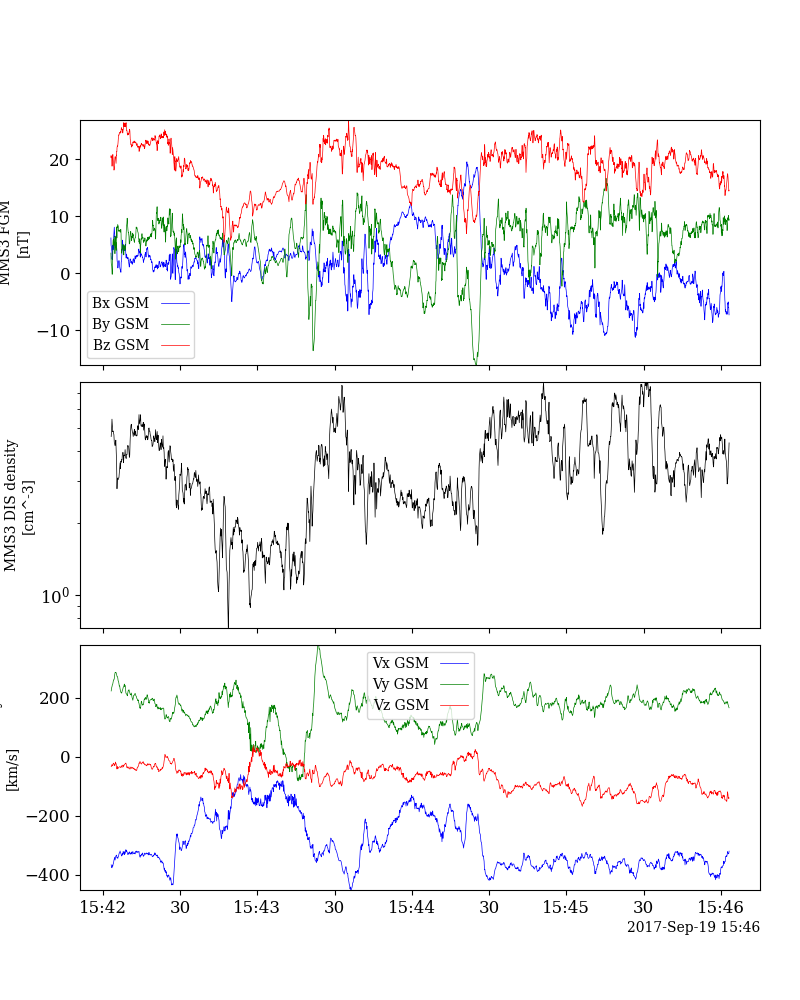 20
10
0
−10
MMS3 FGM
[nT]
Bx GSM
By GSM
Bz GSM
10^0
MMS3 DIS density
[cm^-3]
200
0
−200
−400
[km/s]
Vx GSM
Vy GSM
Vz GSM
15:42
30
15:43
30
15:44
30
15:45
30
15:46
2017-Sep-19 15:46